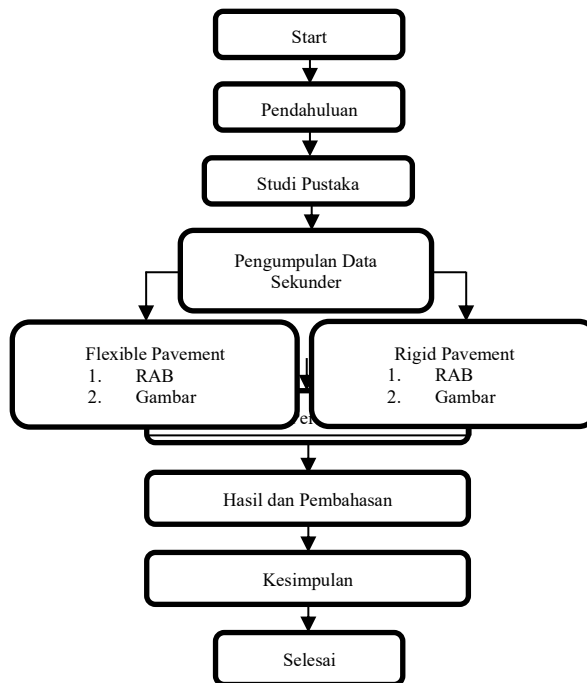 Start
Pendahuluan
Studi Pustaka
Pengumpulan Data
Sekunder
Flexible Pavement
1. RAB
2. Gambar
Rigid Pavement
1. RAB
2. Gambar
Hasil dan Pembahasan
Kesimpulan
Selesai